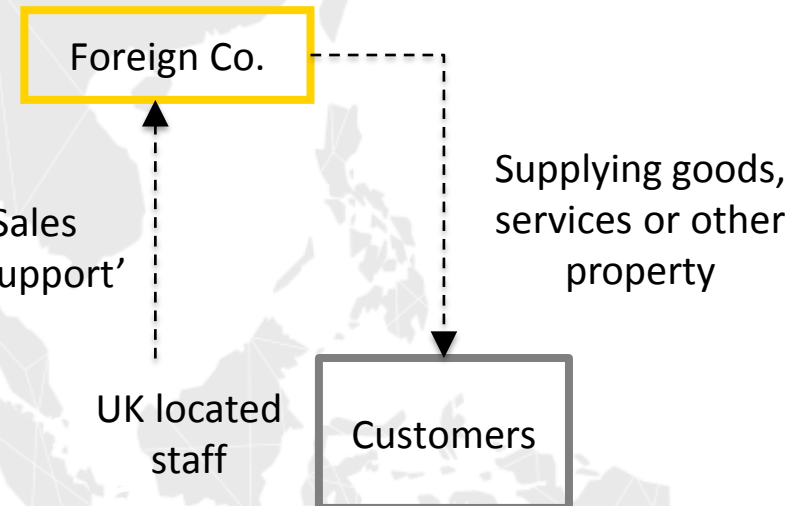 Foreign Co.
Supplying goods,
services or other
property
Sales
upport’
UK located
staff
Customers